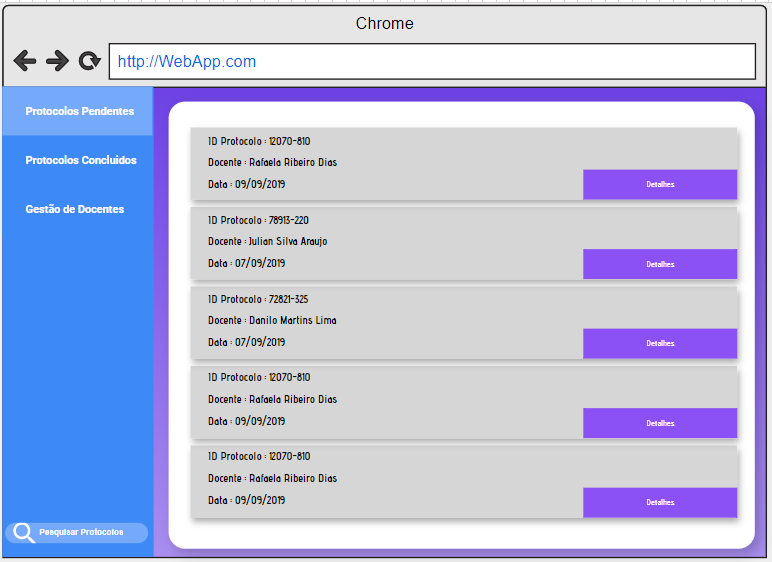 Chrome
http://WebApp.com
Protocolos Pendentes
Protocolos Concluidos
Gestão de Docentes
Pesquisar Protocolos
ID Protocolo : 12070-810
Docente : Rafaela Ribeiro Dias
Data : 09/09/2019
Detalhes
ID Protocolo : 78913-220
Docente : Julian Silva Araujo
Data : 07/09/2019
Detalhes
ID Protocolo : 72821-325
Docente : Danilo Martins Lima
Data : 07/09/2019
Detalhes
ID Protocolo : 12070-810
Docente : Rafaela Ribeiro Dias
Data : 09/09/2019
Detalhes
ID Protocolo : 12070-810
Docente : Rafaela Ribeiro Dias
Data : 09/09/2019
Detalhes